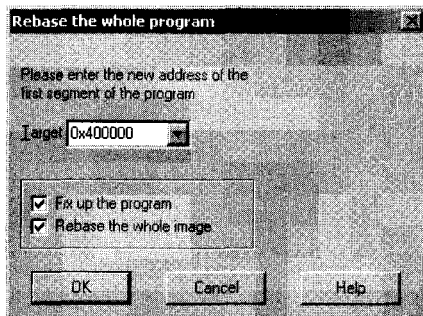 Rebase the whole program
Please enter the new address of the
first segment of the program
Target 0x400000
Fix up the program
Rebase the whole image
OK Cancel Help